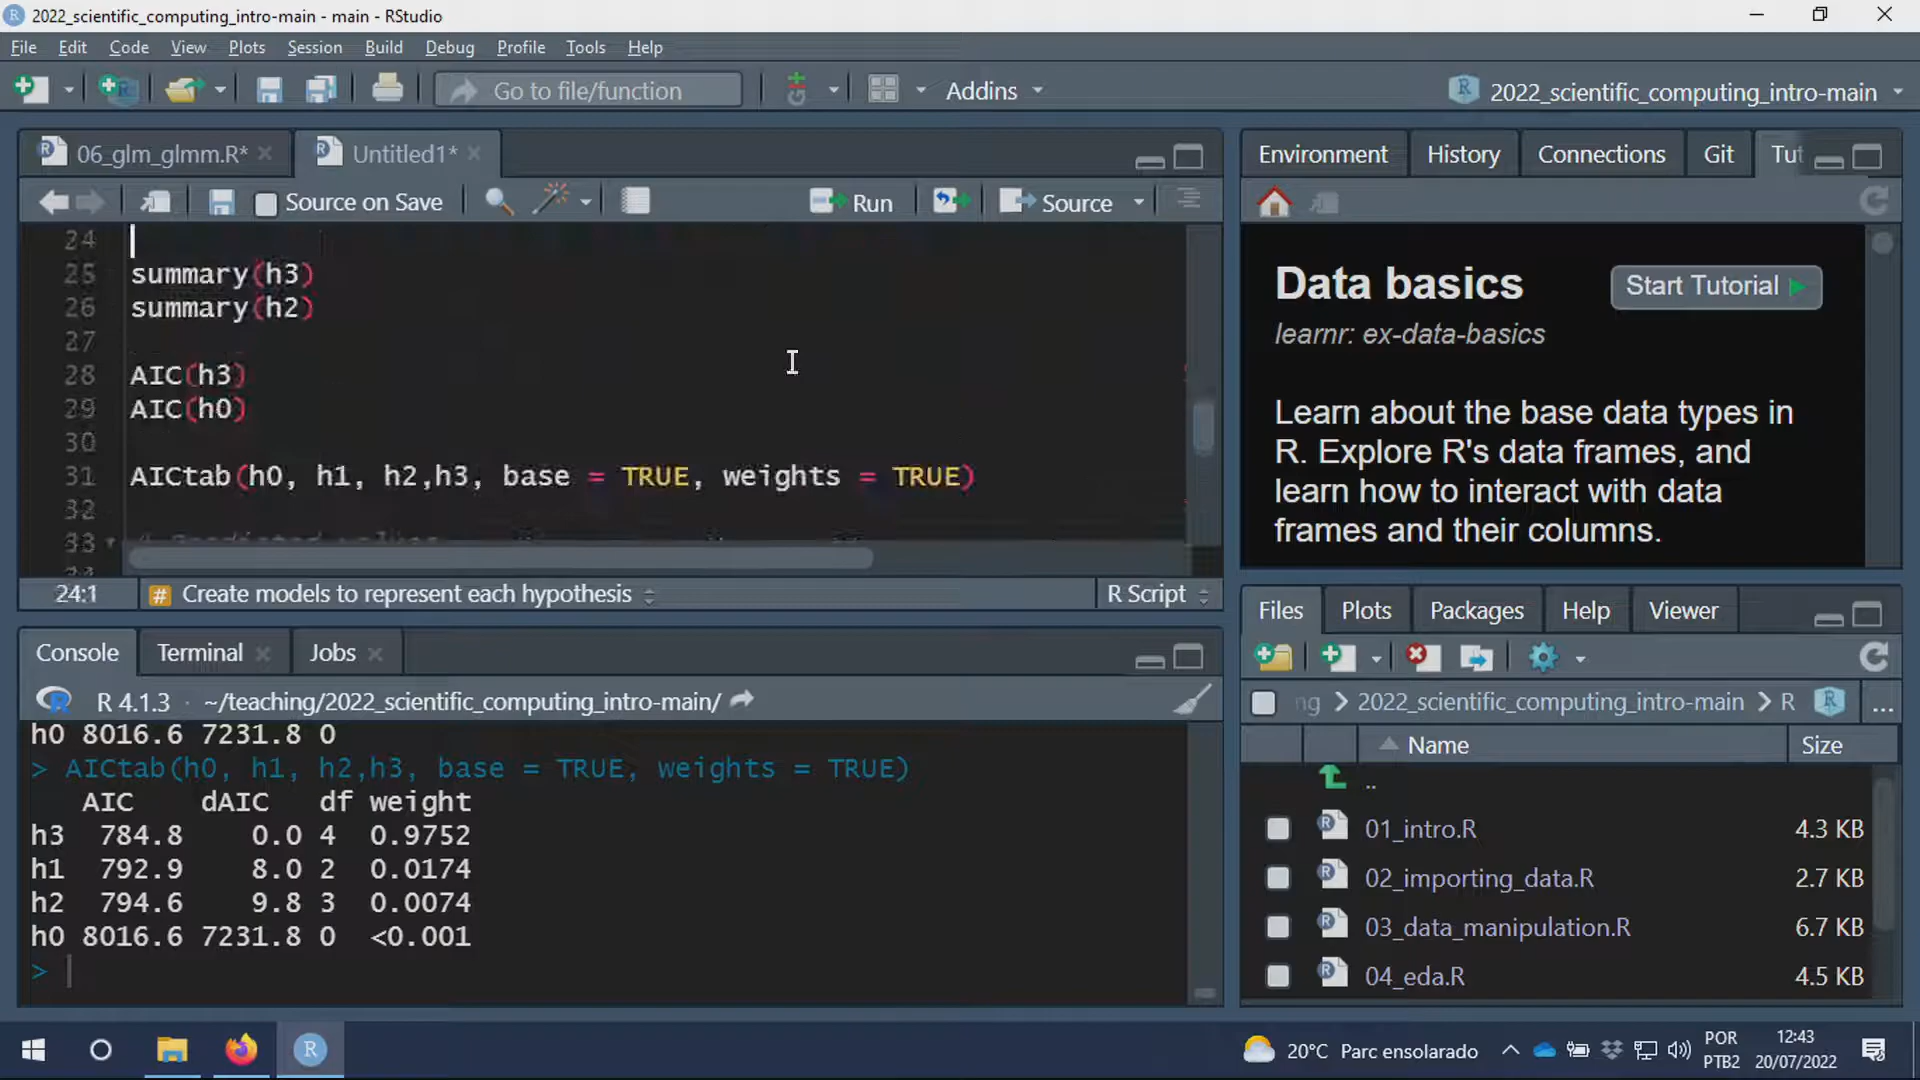 2022_scientific_computing_intro-main - main - RStudio
File Edit Code View Plots Session Build Debug Profile Tools Help
Go to file/function
Addins
2022_scientific_computing_intro-main
06_glm_glmm.R*
Untitled1*
Source on Save
Run
Source
24
25 summary(h3)
26 summary(h2)
27
28 AIC(h3)
29 AIC(h0)
30
31 AICtab(h0, h1, h2,h3, base = TRUE, weights = TRUE)
32
33
24:1
# Create models to represent each hypothesis
R Script
Console Terminal Jobs
R 4.1.3 · ~/teaching/2022_scientific_computing_intro-main/
h0 8016.6 7231.8 0
> AICtab(h0, h1, h2,h3, base = TRUE, weights = TRUE)
AIC dAIC df weight
h3 784.8 0.0 4 0.9752
h1 792.9 8.0 2 0.0174
h2 794.6 9.8 3 0.0074
h0 8016.6 7231.8 0 <0.001
>
Environment History Connections Git Tut
Data basics
Start Tutorial
learnr: ex-data-basics
Learn about the base data types in
R. Explore R's data frames, and
learn how to interact with data
frames and their columns.
Files Plots Packages Help Viewer
ng > 2022_scientific_computing_intro-main > R
...
Name Size
..
01_intro.R 4.3 KB
02_importing_data.R 2.7 KB
03_data_manipulation.R 6.7 KB
04_eda.R 4.5 KB
20°C Parc ensolarado
POR
PTB2
12:43
20/07/2022